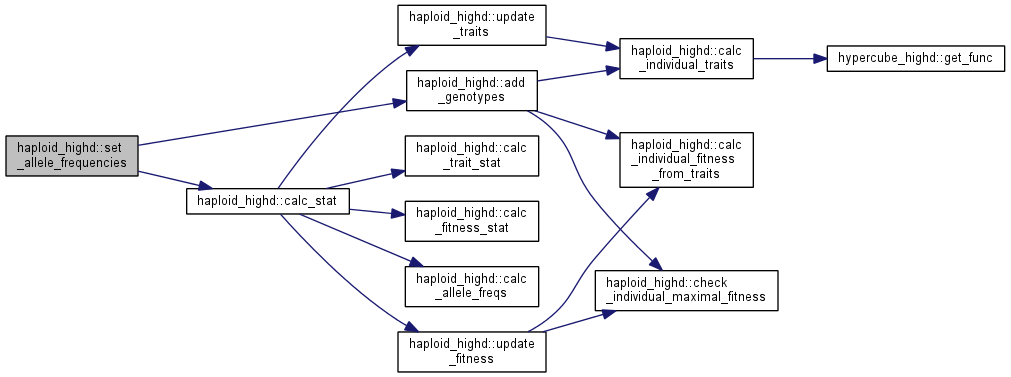 haploid_highd::set
_allele_frequencies
haploid_highd::calc_stat
haploid_highd::update
_traits
haploid_highd::add
_genotypes
haploid_highd::calc
_trait_stat
haploid_highd::calc
_fitness_stat
haploid_highd::calc
_allele_freqs
haploid_highd::update
_fitness
haploid_highd::calc
_individual_traits
haploid_highd::calc
_individual_fitness
_from_traits
haploid_highd::check
_individual_maximal_fitness
hypercube_highd::get_func